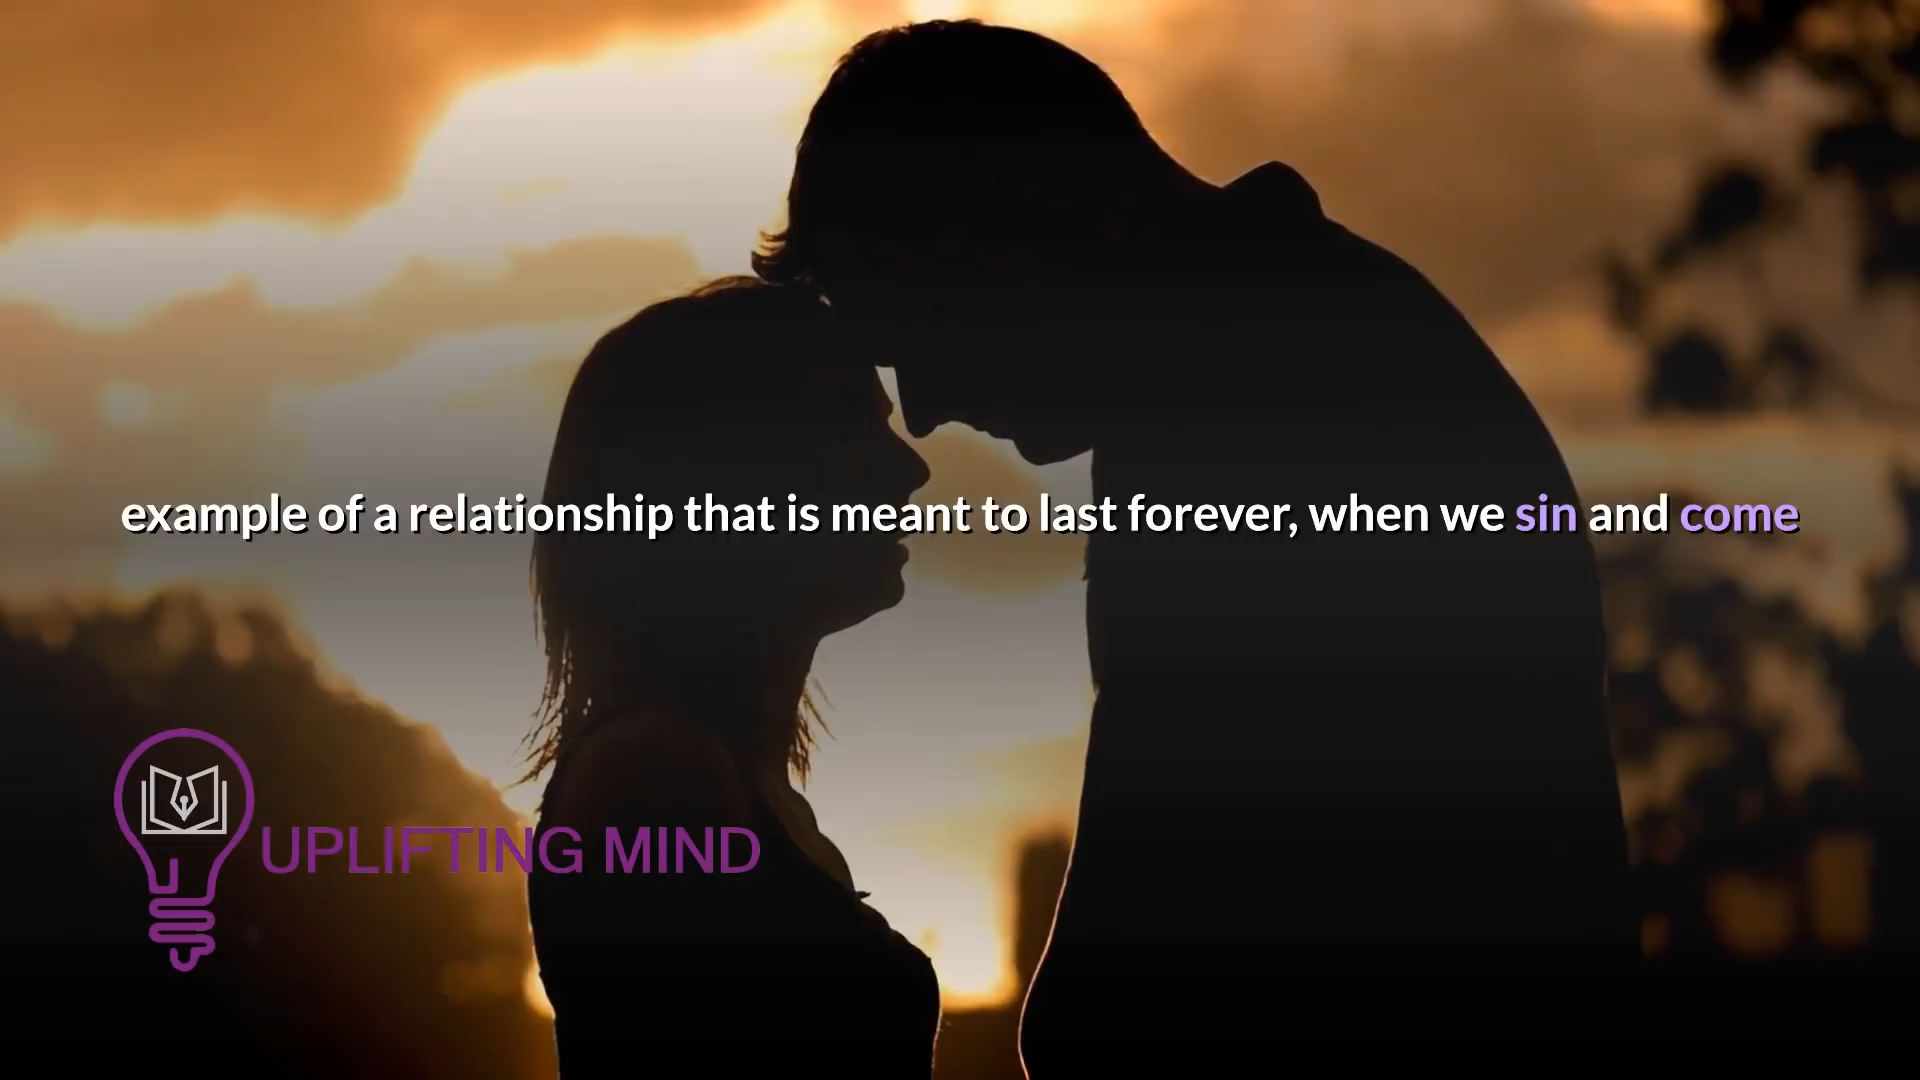 example of a relationship that is meant to last forever, when we sin and come
UPLIFTING MIND